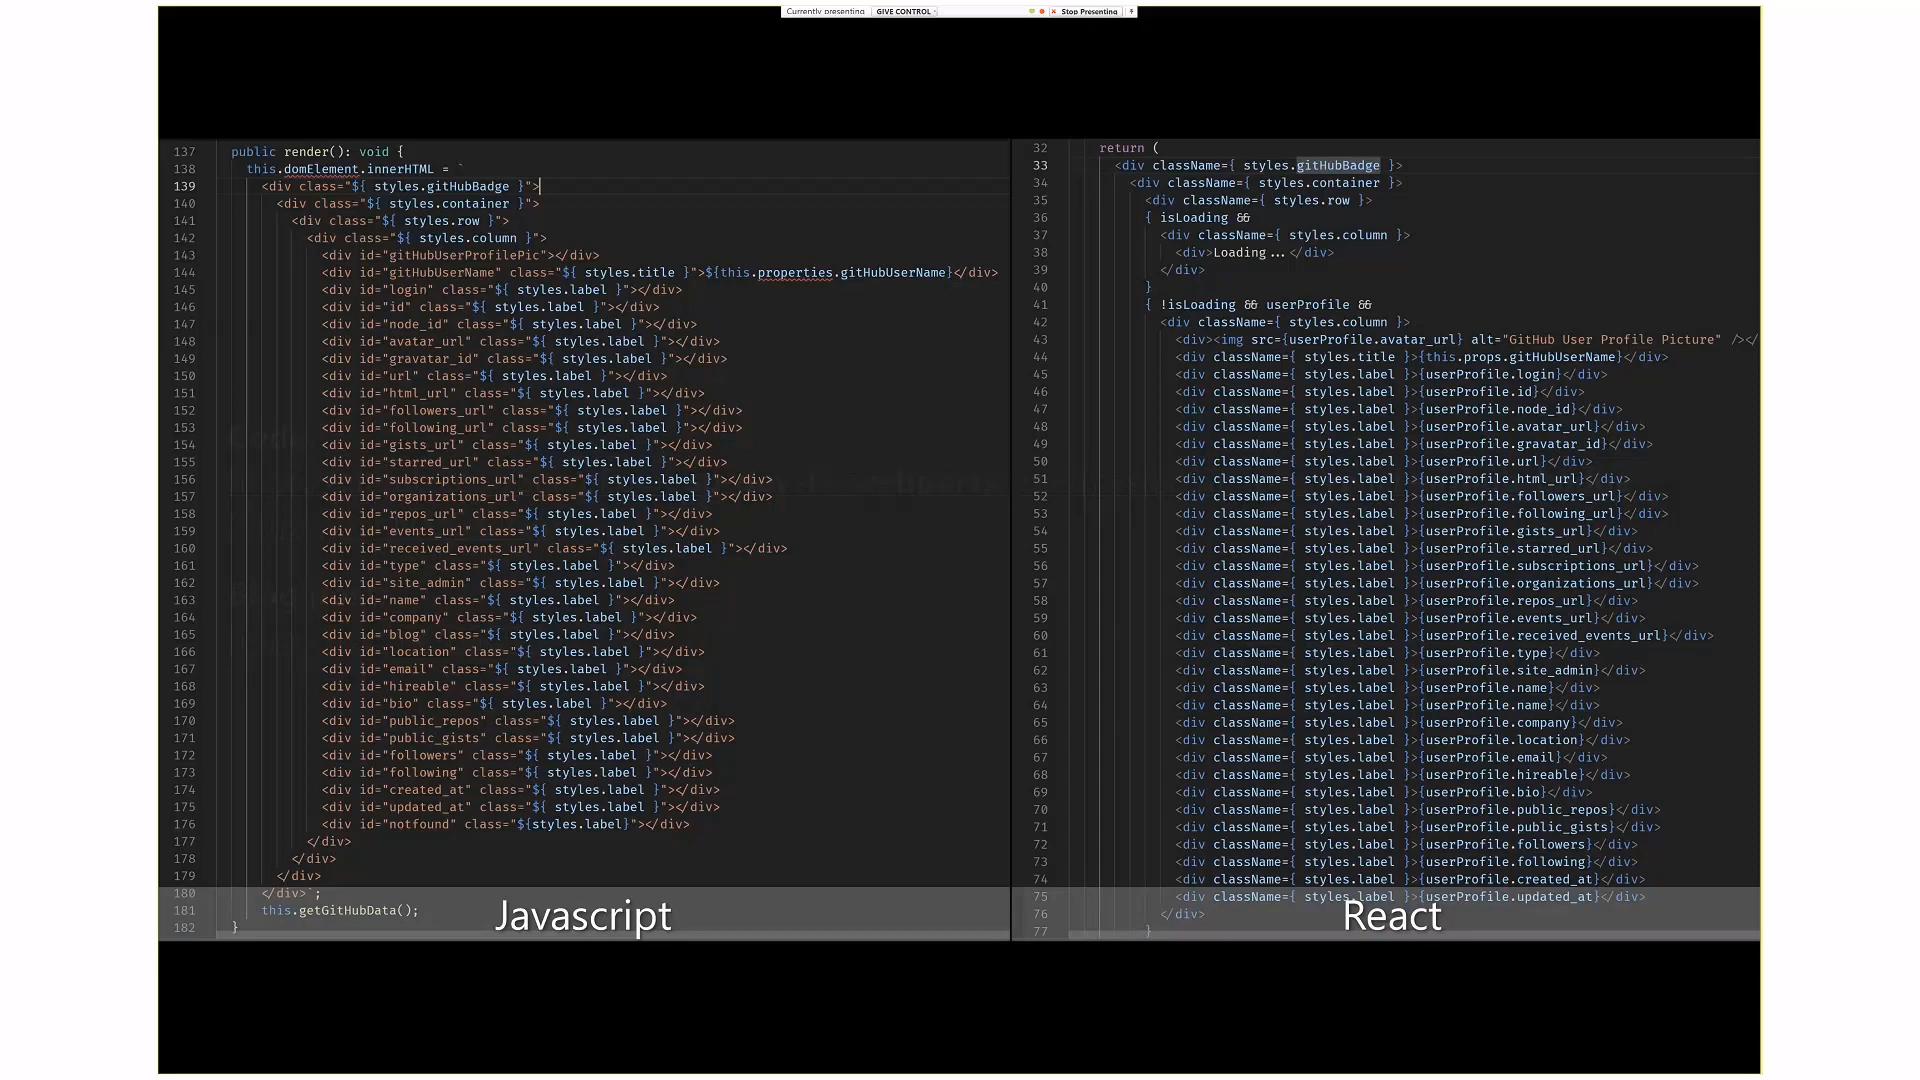 Currently presenting GIVE CONTROL Stop Presenting
137 public render(): void {
138 this.domElement.innerHTML = `
139 <div class="${ styles.gitHubBadge }">
140 <div class="${ styles.container }">
141 <div class="${ styles.row }">
142 <div class="${ styles.column }">
143 <div id="gitHubUserProfilePic"></div>
144 <div id="gitHubUserName" class="${ styles.title }">${this.properties.gitHubUserName}</div>
145 <div id="login" class="${ styles.label }"></div>
146 <div id="id" class="${ styles.label }"></div>
147 <div id="node_id" class="${ styles.label }"></div>
148 <div id="avatar_url" class="${ styles.label }"></div>
149 <div id="gravatar_id" class="${ styles.label }"></div>
150 <div id="url" class="${ styles.label }"></div>
151 <div id="html_url" class="${ styles.label }"></div>
152 <div id="followers_url" class="${ styles.label }"></div>
153 <div id="following_url" class="${ styles.label }"></div>
154 <div id="gists_url" class="${ styles.label }"></div>
155 <div id="starred_url" class="${ styles.label }"></div>
156 <div id="subscriptions_url" class="${ styles.label }"></div>
157 <div id="organizations_url" class="${ styles.label }"></div>
158 <div id="repos_url" class="${ styles.label }"></div>
159 <div id="events_url" class="${ styles.label }"></div>
160 <div id="received_events_url" class="${ styles.label }"></div>
161 <div id="type" class="${ styles.label }"></div>
162 <div id="site_admin" class="${ styles.label }"></div>
163 <div id="name" class="${ styles.label }"></div>
164 <div id="company" class="${ styles.label }"></div>
165 <div id="blog" class="${ styles.label }"></div>
166 <div id="location" class="${ styles.label }"></div>
167 <div id="email" class="${ styles.label }"></div>
168 <div id="hireable" class="${ styles.label }"></div>
169 <div id="bio" class="${ styles.label }"></div>
170 <div id="public_repos" class="${ styles.label }"></div>
171 <div id="public_gists" class="${ styles.label }"></div>
172 <div id="followers" class="${ styles.label }"></div>
173 <div id="following" class="${ styles.label }"></div>
174 <div id="created_at" class="${ styles.label }"></div>
175 <div id="updated_at" class="${ styles.label }"></div>
176 <div id="notfound" class="${styles.label}"></div>
177 </div>
178 </div>
179 </div>
180 </div>`;
181 this.getGitHubData();
182 }
Javascript
32 return (
33 <div className={ styles.gitHubBadge }>
34 <div className={ styles.container }>
35 <div className={ styles.row }>
36 { isLoading &&
37 <div className={ styles.column }>
38 <div>Loading...</div>
39 </div>
40 }
41 { !isLoading && userProfile &&
42 <div className={ styles.column }>
43 <div><img src={userProfile.avatar_url} alt="GitHub User Profile Picture" /></
44 <div className={ styles.title }>{this.props.gitHubUserName}</div>
45 <div className={ styles.label }>{userProfile.login}</div>
46 <div className={ styles.label }>{userProfile.id}</div>
47 <div className={ styles.label }>{userProfile.node_id}</div>
48 <div className={ styles.label }>{userProfile.avatar_url}</div>
49 <div className={ styles.label }>{userProfile.gravatar_id}</div>
50 <div className={ styles.label }>{userProfile.url}</div>
51 <div className={ styles.label }>{userProfile.html_url}</div>
52 <div className={ styles.label }>{userProfile.followers_url}</div>
53 <div className={ styles.label }>{userProfile.following_url}</div>
54 <div className={ styles.label }>{userProfile.gists_url}</div>
55 <div className={ styles.label }>{userProfile.starred_url}</div>
56 <div className={ styles.label }>{userProfile.subscriptions_url}</div>
57 <div className={ styles.label }>{userProfile.organizations_url}</div>
58 <div className={ styles.label }>{userProfile.repos_url}</div>
59 <div className={ styles.label }>{userProfile.events_url}</div>
60 <div className={ styles.label }>{userProfile.received_events_url}</div>
61 <div className={ styles.label }>{userProfile.type}</div>
62 <div className={ styles.label }>{userProfile.site_admin}</div>
63 <div className={ styles.label }>{userProfile.name}</div>
64 <div className={ styles.label }>{userProfile.name}</div>
65 <div className={ styles.label }>{userProfile.company}</div>
66 <div className={ styles.label }>{userProfile.location}</div>
67 <div className={ styles.label }>{userProfile.email}</div>
68 <div className={ styles.label }>{userProfile.hireable}</div>
69 <div className={ styles.label }>{userProfile.bio}</div>
70 <div className={ styles.label }>{userProfile.public_repos}</div>
71 <div className={ styles.label }>{userProfile.public_gists}</div>
72 <div className={ styles.label }>{userProfile.followers}</div>
73 <div className={ styles.label }>{userProfile.following}</div>
74 <div className={ styles.label }>{userProfile.created_at}</div>
75 <div className={ styles.label }>{userProfile.updated_at}</div>
76 </div>
77 }
React